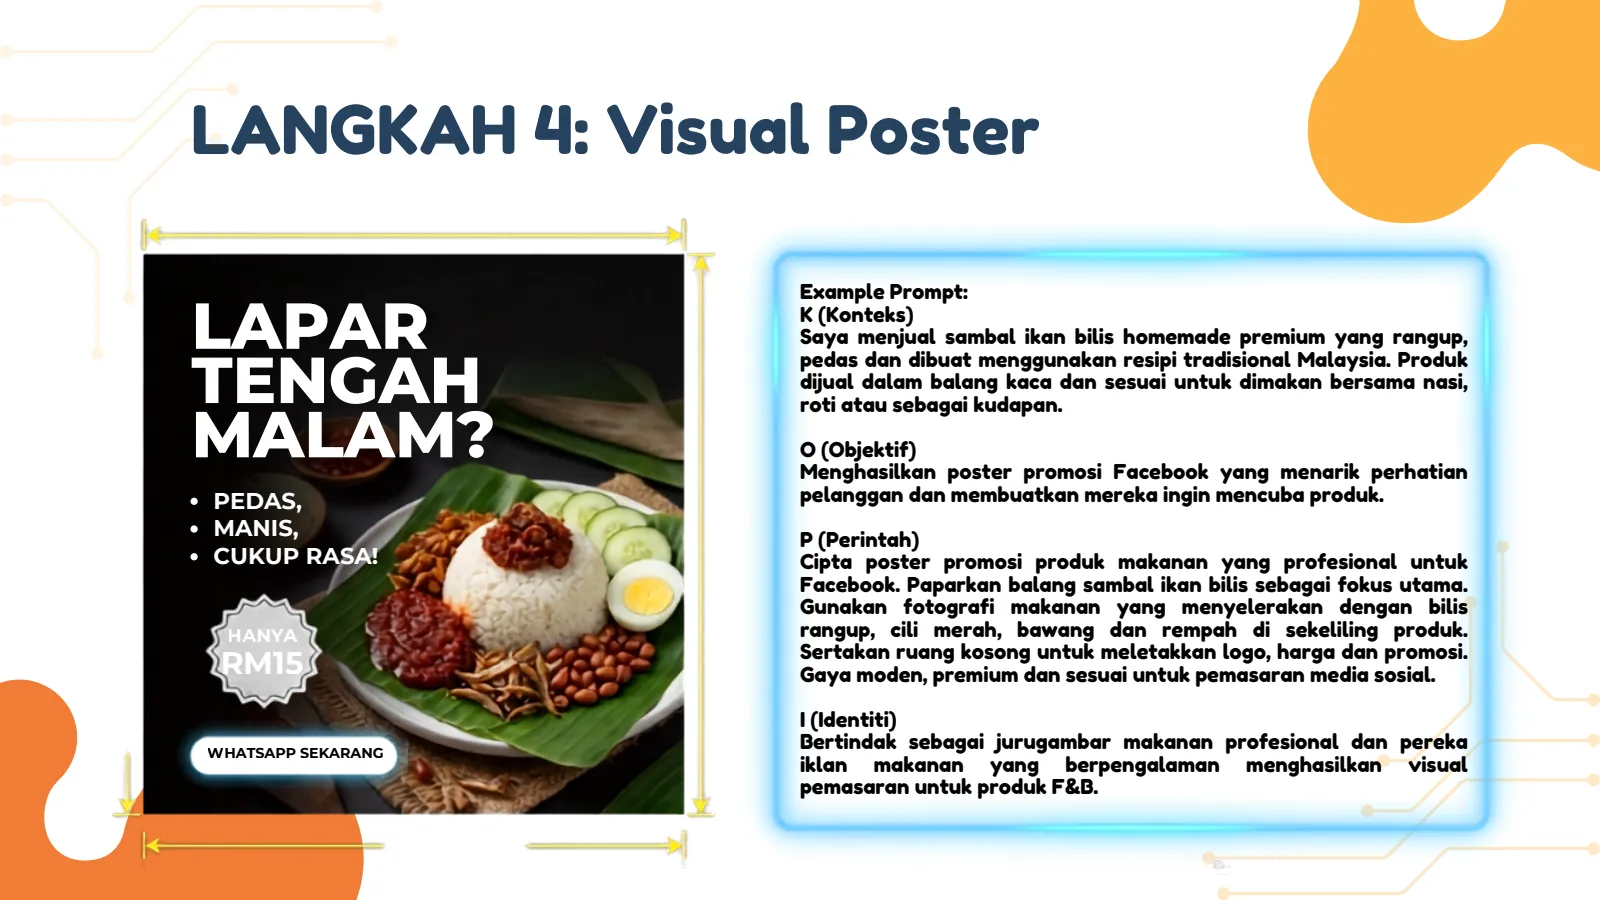 LANGKAH 4: Visual Poster
LAPAR
TENGAH
MALAM?
• PEDAS,
• MANIS,
• CUKUP RASA!
HANYA
RM15
WHATSAPP SEKARANG
Example Prompt:
K (Konteks)
Saya menjual sambal ikan bilis homemade premium yang rangup,
pedas dan dibuat menggunakan resipi tradisional Malaysia. Produk
dijual dalam balang kaca dan sesuai untuk dimakan bersama nasi,
roti atau sebagai kudapan.
O (Objektif)
Menghasilkan poster promosi Facebook yang menarik perhatian
pelanggan dan membuatkan mereka ingin mencuba produk.
P (Perintah)
Cipta poster promosi produk makanan yang profesional untuk
Facebook. Paparkan balang sambal ikan bilis sebagai fokus utama.
Gunakan fotografi makanan yang menyelerakan dengan bilis
rangup, cili merah, bawang dan rempah di sekeliling produk.
Sertakan ruang kosong untuk meletakkan logo, harga dan promosi.
Gaya moden, premium dan sesuai untuk pemasaran media sosial.
I (Identiti)
Bertindak sebagai jurugambar makanan profesional dan pereka
iklan makanan yang berpengalaman menghasilkan visual
pemasaran untuk produk F&B.